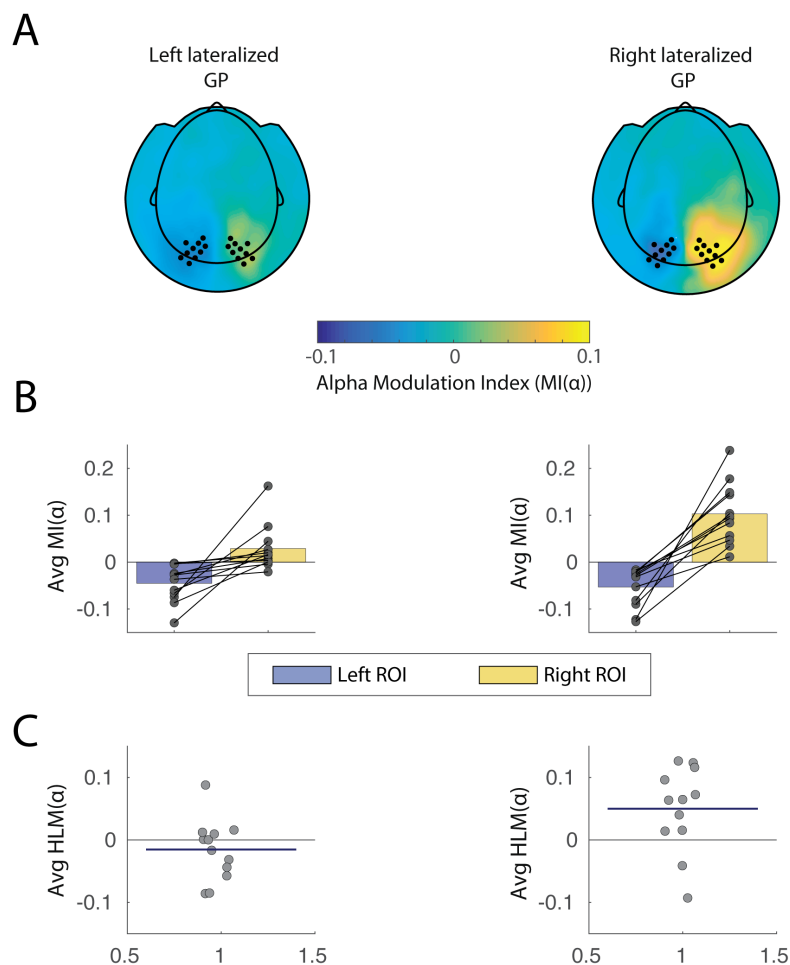 A
Left lateralized
GP
Right lateralized
GP
-0.1
0
0.1
Alpha Modulation Index (MI(α))
B
Avg MI(α)
0.2
0.1
0
-0.1
Avg MI(α)
0.2
0.1
0
-0.1
Left ROI
Right ROI
C
Avg HLM(α)
0.1
0
-0.1
0.5
1
1.5
Avg HLM(α)
0.1
0
-0.1
0.5
1
1.5